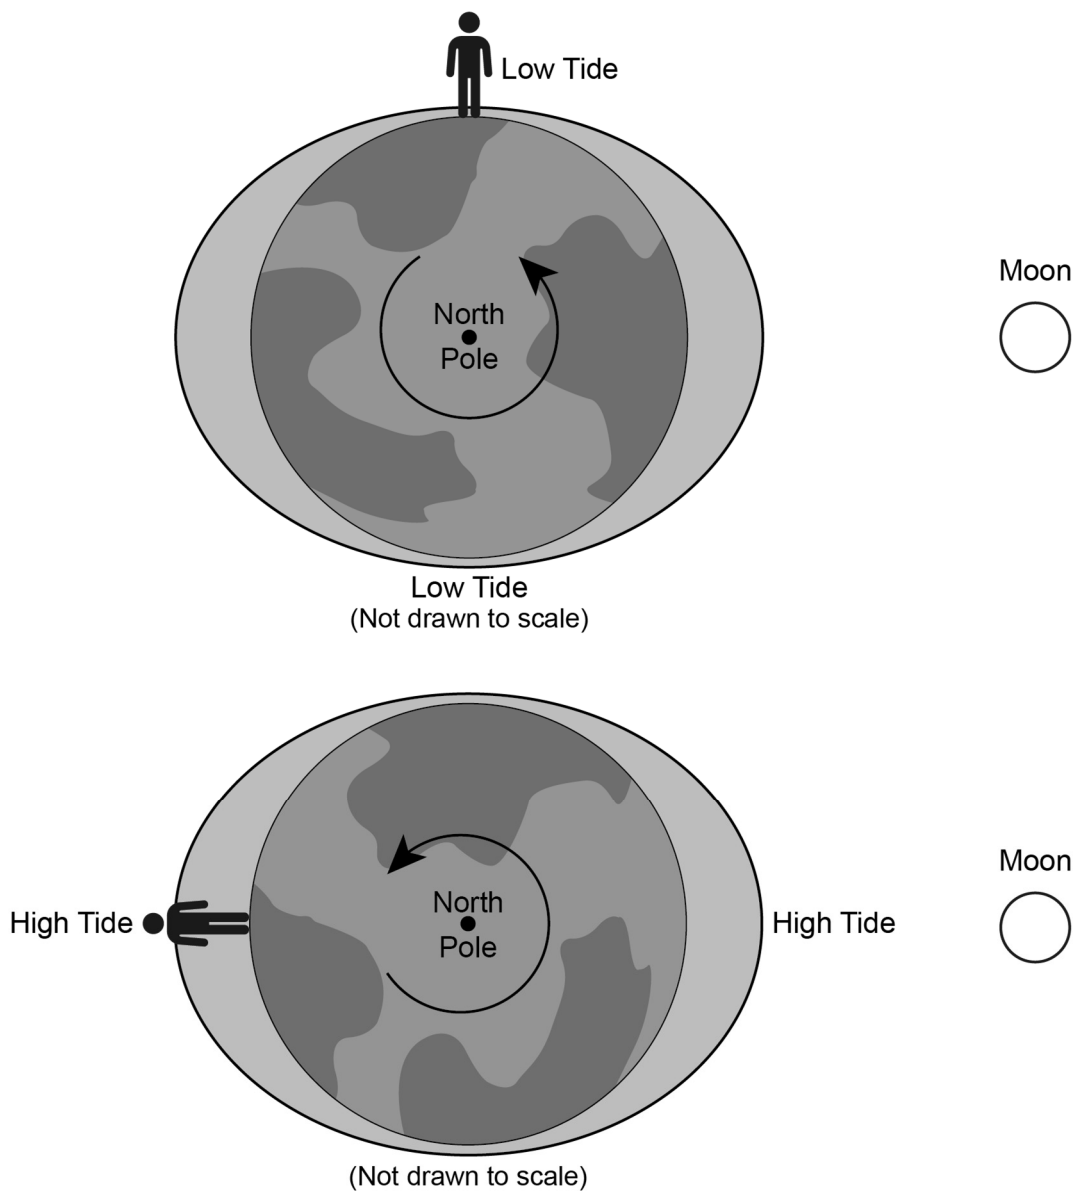 Low Tide
Moon
North
Pole
Low Tide
(Not drawn to scale)
Moon
North
Pole
High Tide
High Tide
(Not drawn to scale)